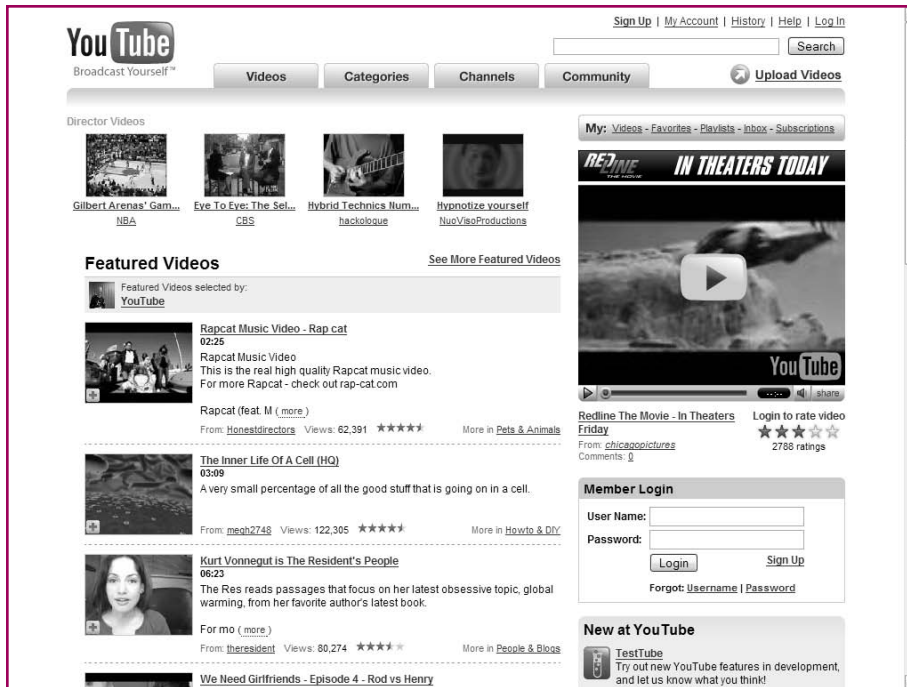 Sign Up | My Account | History | Help | Log In
You Tube
Broadcast Yourself™
Search
Videos
Categories
Channels
Community
Upload Videos
Director Videos
Gilbert Arenas' Gam...
NBA
Eye To Eye: The Sel...
CBS
Hybrid Technics Num...
hackologue
Hypnotize yourself
NuoVisoProductions
Featured Videos
See More Featured Videos
Featured Videos selected by:
YouTube
Rapcat Music Video - Rap cat
02:25
Rapcat Music Video
This is the real high quality Rapcat music video.
For more Rapcat - check out rap-cat.com
Rapcat (feat. M ( more )
From: Honestdirectors Views: 62,391 More in Pets & Animals
The Inner Life Of A Cell (HQ)
03:09
A very small percentage of all the good stuff that is going on in a cell.
From: megh2748 Views: 122,305 More in Howto & DIY
Kurt Vonnegut is The Resident's People
06:23
The Res reads passages that focus on her latest obsessive topic, global
warming, from her favorite author's latest book.
For mo ( more )
From: theresident Views: 80,274 More in People & Blogs
We Need Girlfriends - Episode 4 - Rod vs Henry
My: Videos - Favorites - Playlists - Inbox - Subscriptions
REDLINE
THE MOVIE
IN THEATERS TODAY
You Tube
--:--
share
Redline The Movie - In Theaters
Friday
From: chicagopictures
Comments: 0
Login to rate video
2788 ratings
Member Login
User Name:
Password:
Login
Sign Up
Forgot: Username | Password
New at YouTube
TestTube
Try out new YouTube features in development,
and let us know what you think!